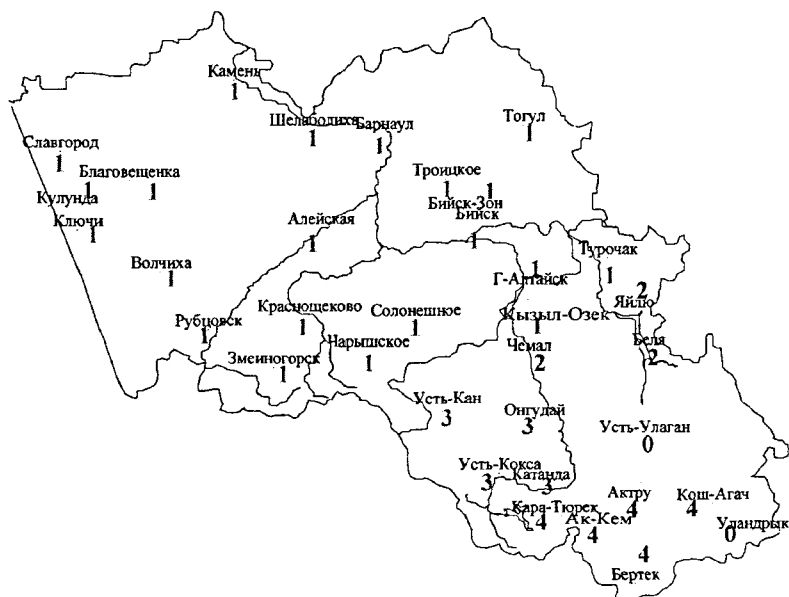 Камень
1
Шелаболиха
1
Барнаул
1
Тогул
1
Славгород
1
Благовещенка
1
Кулунда
1
Ключи
1
Троицкое
1
1
Бийск-Зон
Бийск
1
Алейская
1
Волчиха
1
Турочак
1
1
Г-Алтайск
2
Яйлю
Рубцовск
1
Краснощеково
1
Солонешное
1
Кызыл-Озек
1
Чарышское
1
Змеиногорск
1
Чемал
2
Беля
2
Усть-Кан
3
Онгудай
3
Усть-Улаган
0
Усть-Кокса
3
Катанда
3
Кара-Тюрек
4
Ак-Кем
4
Актру
4
Кош-Агач
4
Уландрык
0
4
Бертек